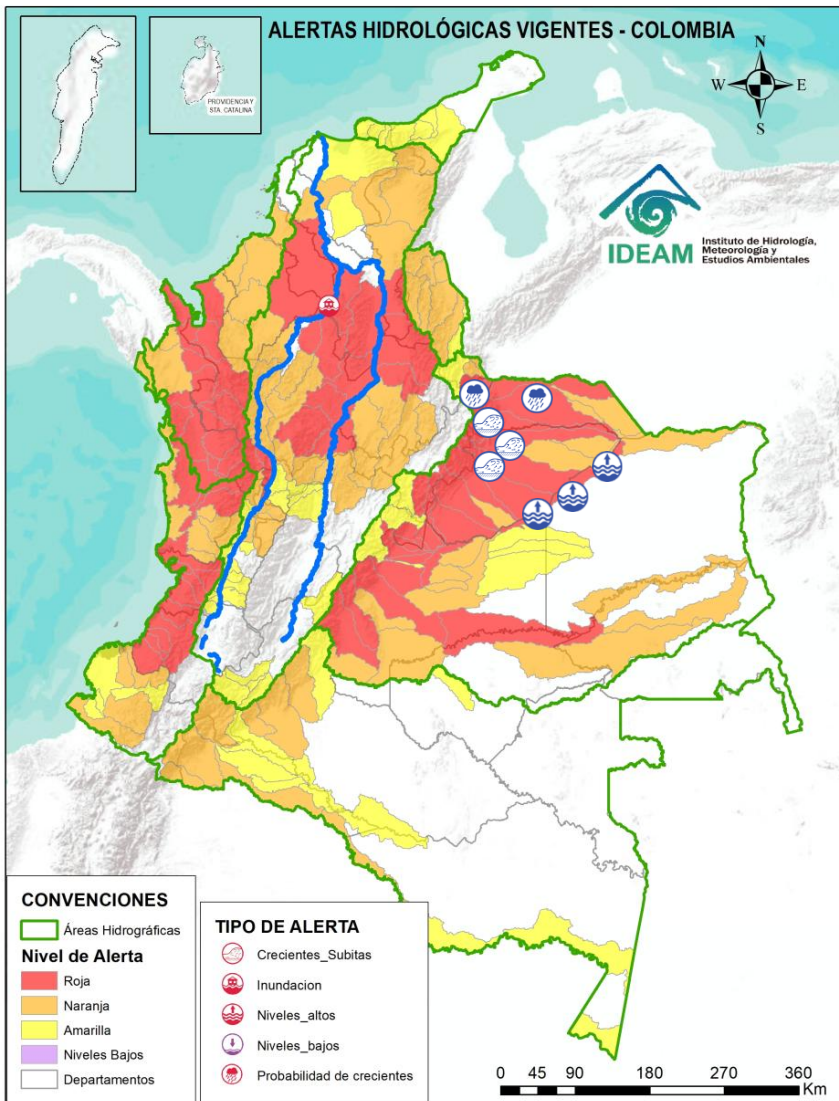 ALERTAS HIDROLÓGICAS VIGENTES - COLOMBIA
PROVIDENCIA Y
STA. CATALINA
N
W
E
S
IDEAM
Instituto de Hidrología,
Meteorología y
Estudios Ambientales
CONVENCIONES
Áreas Hidrográficas
Nivel de Alerta
Roja
Naranja
Amarilla
Niveles Bajos
Departamentos
TIPO DE ALERTA
Crecientes_Subitas
Inundacion
Niveles_altos
Niveles_bajos
Probabilidad de crecientes
0 45 90 180 270 360
Km